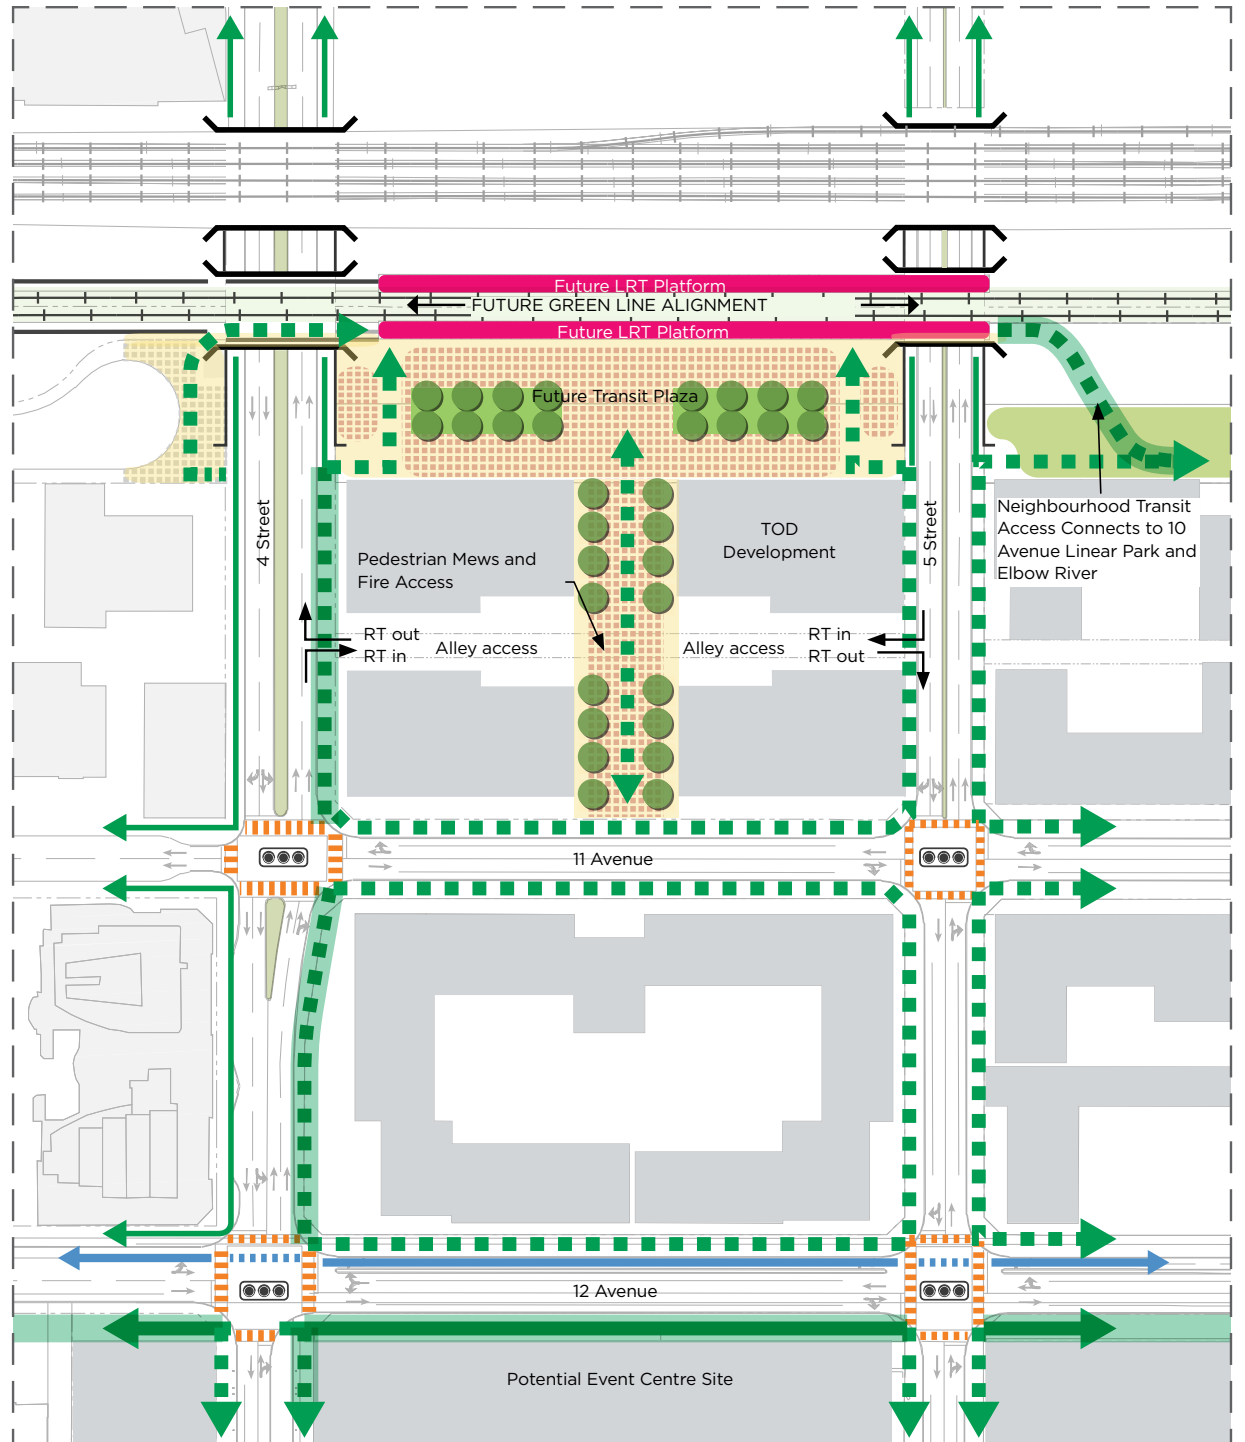 Future LRT Platform
FUTURE GREEN LINE ALIGNMENT
Future LRT Platform
Future Transit Plaza
4 Street
5 Street
Neighbourhood Transit
Access Connects to 10
Avenue Linear Park and
Elbow River
TOD
Development
Pedestrian Mews and
Fire Access
RT out
RT in
Alley access
Alley access
RT in
RT out
11 Avenue
12 Avenue
Potential Event Centre Site